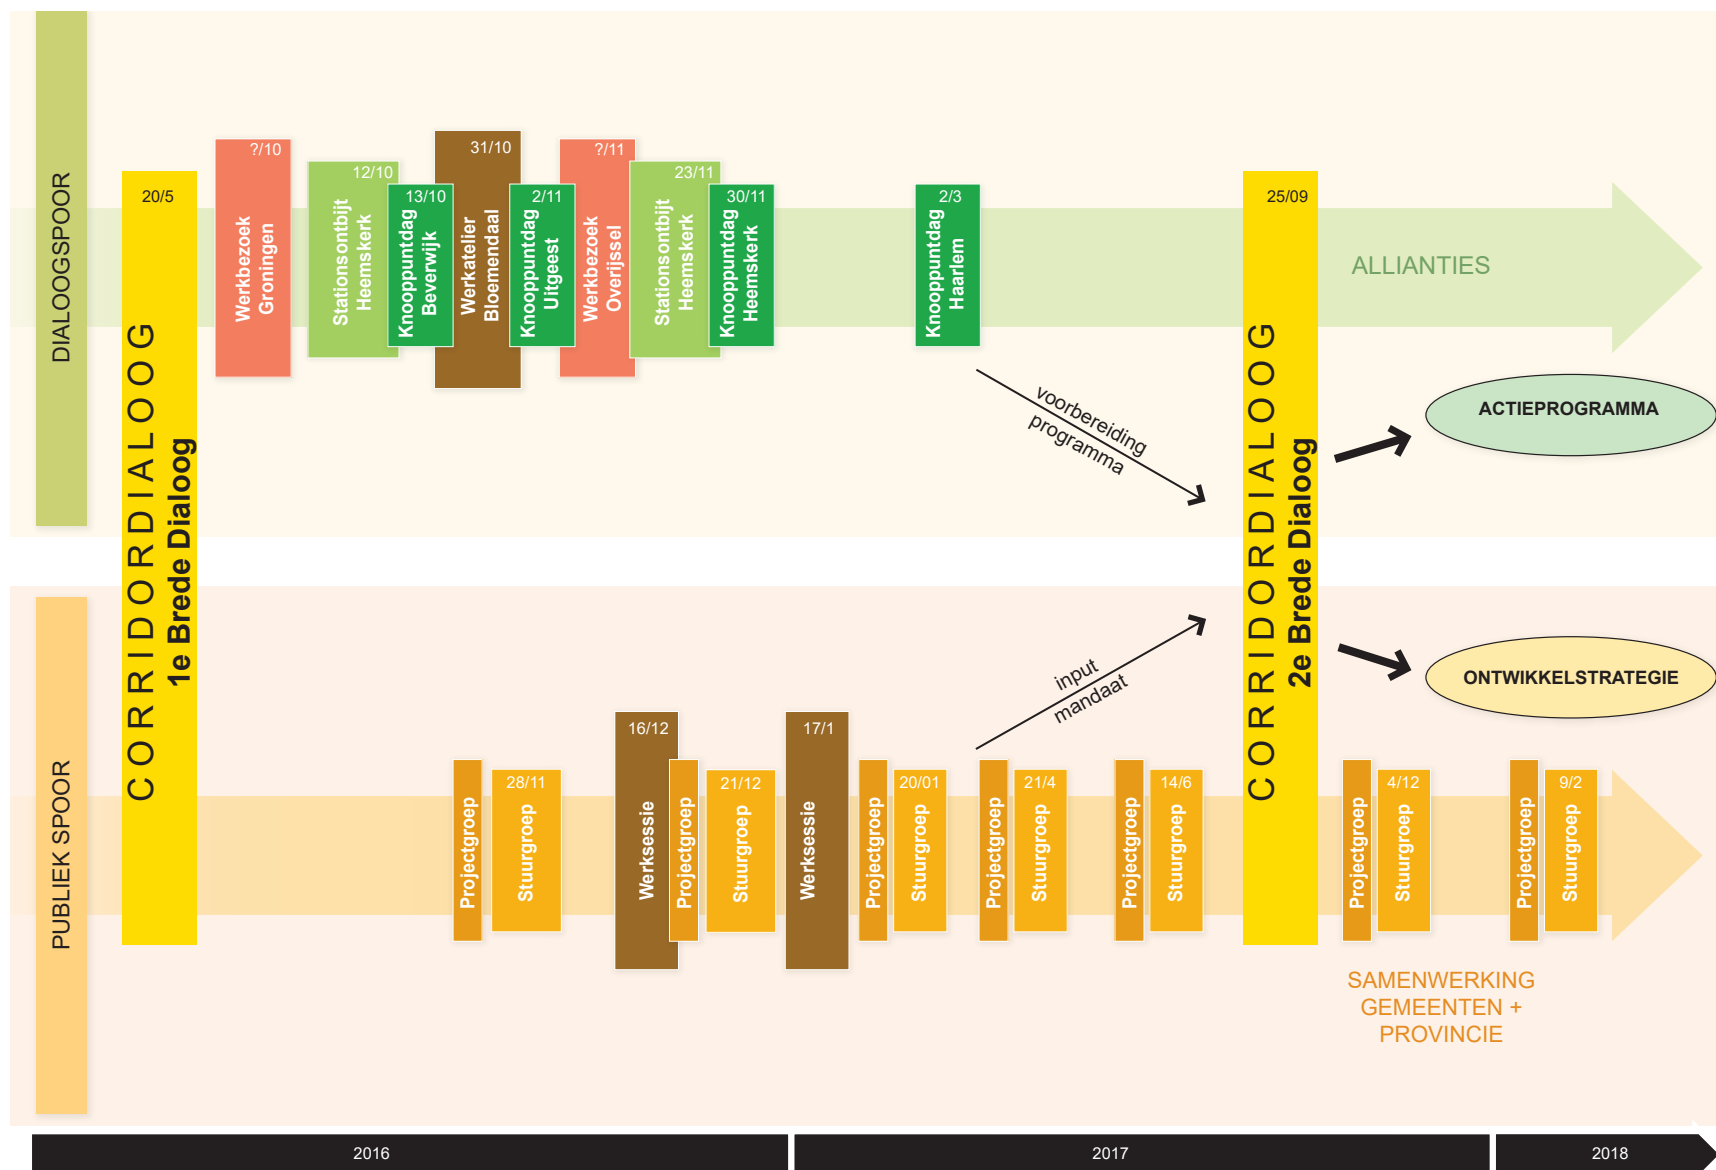 DIALOOGSPOOR
20/5
CORRIDORDIALOOG
1e Brede Dialoog
?/10
Werkbezoek
Groningen
12/10
Stationsontbijt
Heemskerk
13/10
Knooppuntdag
Beverwijk
31/10
Werkatelier
Bloemendaal
2/11
Knooppuntdag
Uitgeest
?/11
Werkbezoek
Overijssel
23/11
Stationsontbijt
Heemskerk
30/11
Knooppuntdag
Heemskerk
2/3
Knooppuntdag
Haarlem
voorbereiding
programma
25/09
CORRIDORDIALOOG
2e Brede Dialoog
ALLIANTIES
ACTIEPROGRAMMA
PUBLIEK SPOOR
Projectgroep
28/11
Stuurgroep
16/12
Werksessie
Projectgroep
21/12
Stuurgroep
17/1
Werksessie
Projectgroep
20/01
Stuurgroep
input
mandaat
Projectgroep
21/4
Stuurgroep
Projectgroep
14/6
Stuurgroep
ONTWIKKELSTRATEGIE
Projectgroep
4/12
Stuurgroep
Projectgroep
9/2
Stuurgroep
SAMENWERKING
GEMEENTEN +
PROVINCIE
2016
2017
2018